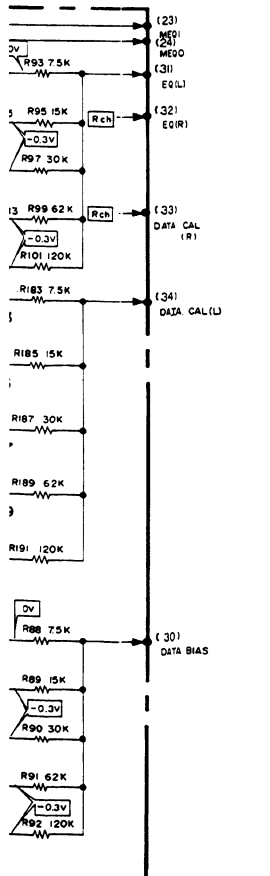 (23)
MEQI
(24)
MEQO
0V
R93 7.5K
(31)
EQ(L)
R95 15K
Rch
(32)
EQ(R)
-0.3V
R97 30K
R99 62K
Rch
(33)
DATA CAL
(R)
-0.3V
R101 120K
R183 7.5K
(34)
DATA CAL(L)
R185 15K
R187 30K
R189 62K
R191 120K
0V
R88 7.5K
(30)
DATA BIAS
R89 15K
-0.3V
R90 30K
R91 62K
-0.3V
R92 120K